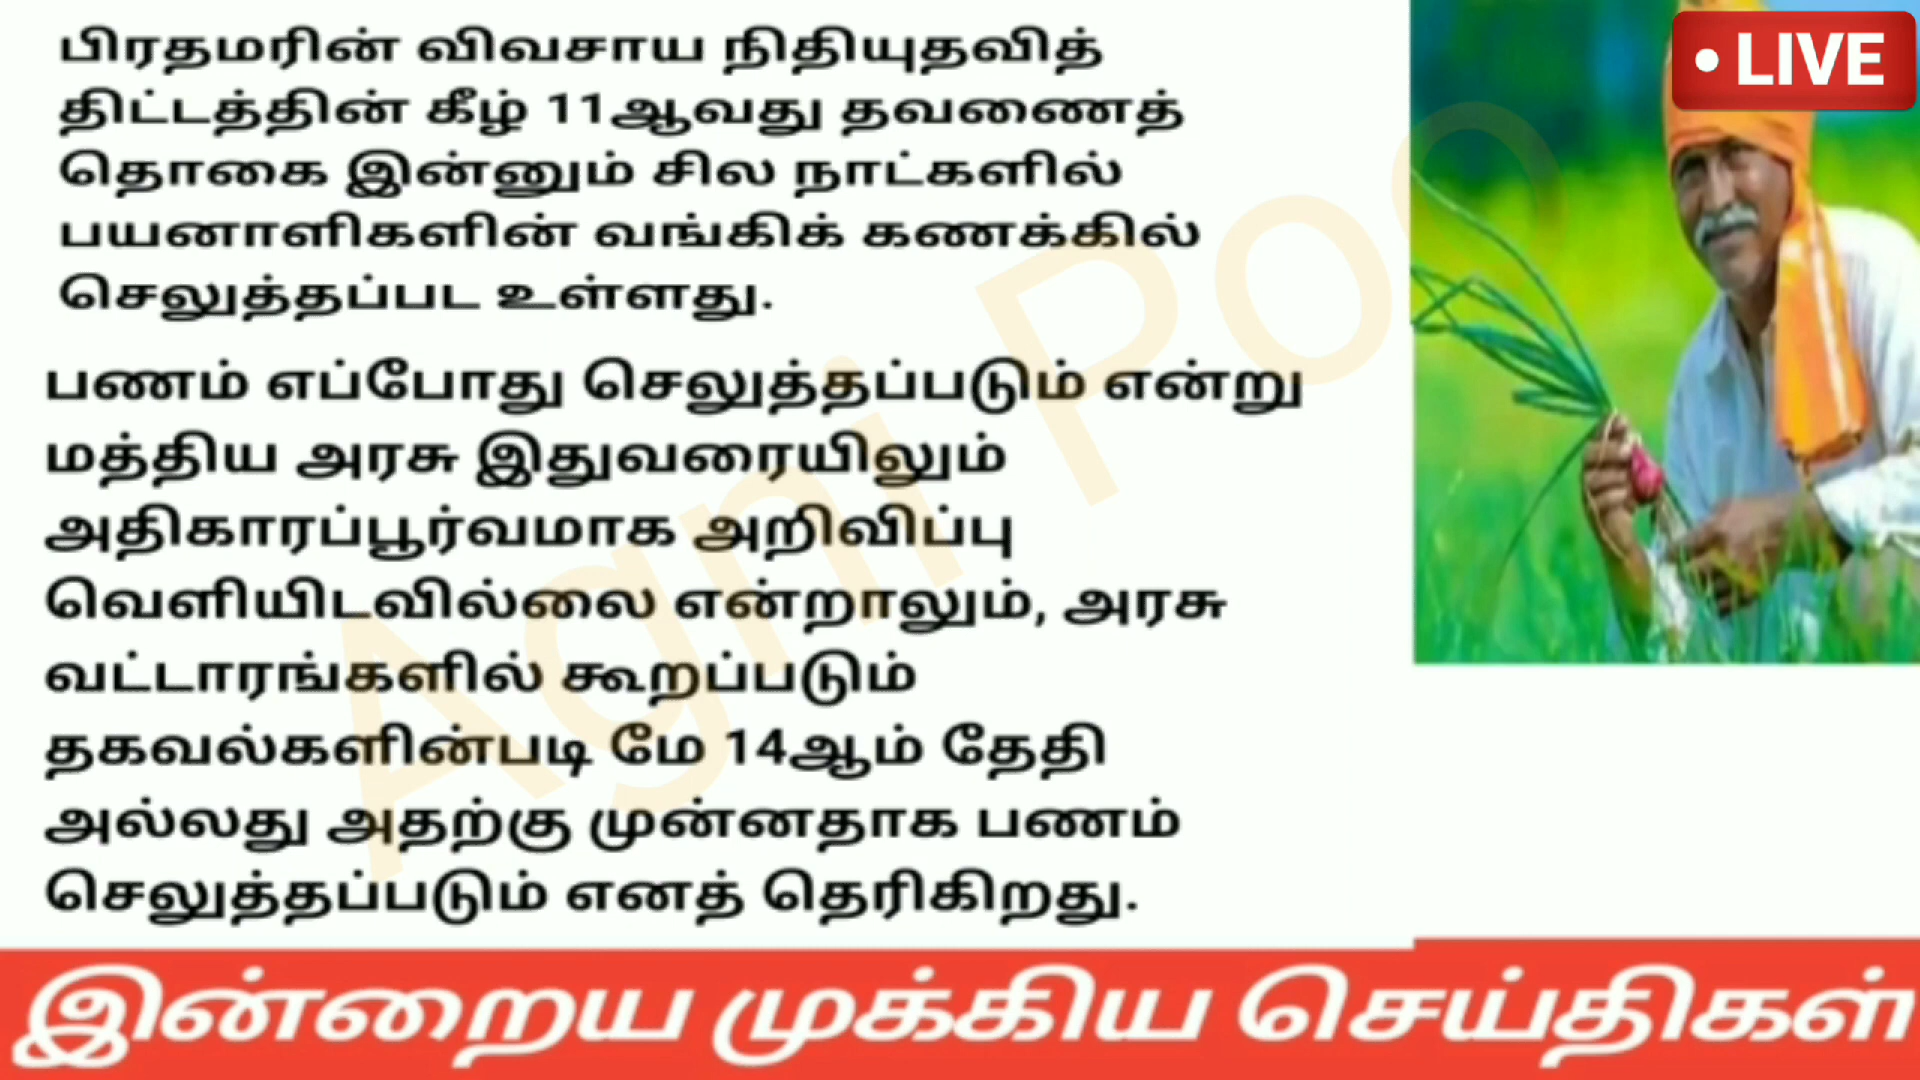 பிரதமரின் விவசாய நிதியுதவித்
திட்டத்தின் கீழ் 11ஆவது தவணைத்
தொகை இன்னும் சில நாட்களில்
பயனாளிகளின் வங்கிக் கணக்கில்
செலுத்தப்பட உள்ளது.
பணம் எப்போது செலுத்தப்படும் என்று
மத்திய அரசு இதுவரையிலும்
அதிகாரப்பூர்வமாக அறிவிப்பு
வெளியிடவில்லை என்றாலும், அரசு
வட்டாரங்களில் கூறப்படும்
தகவல்களின்படி மே 14ஆம் தேதி
அல்லது அதற்கு முன்னதாக பணம்
செலுத்தப்படும் எனத் தெரிகிறது.
• LIVE
Agni Poo
இன்றைய முக்கிய செய்திகள்